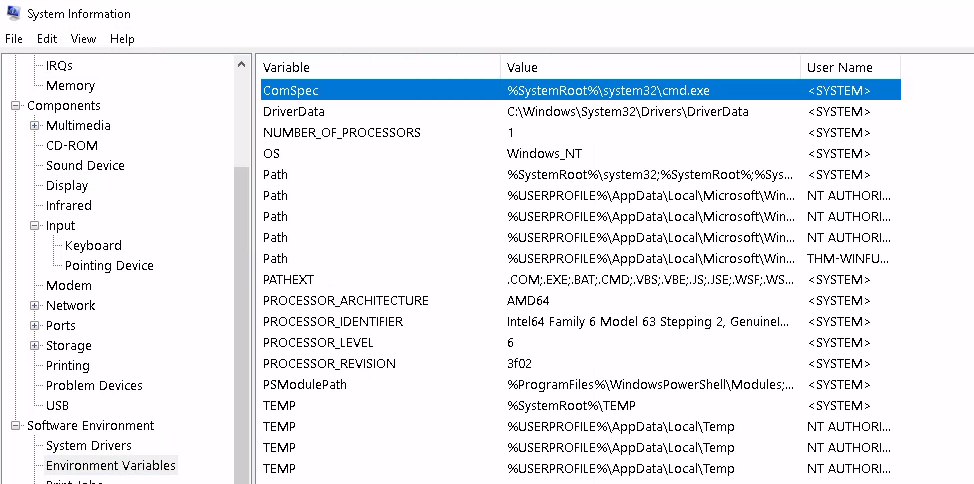 System Information
File Edit View Help
IRQs
Memory
Components
Multimedia
CD-ROM
Sound Device
Display
Infrared
Input
Keyboard
Pointing Device
Modem
Network
Ports
Storage
Printing
Problem Devices
USB
Software Environment
System Drivers
Environment Variables
Print Jobs
Variable Value User Name
ComSpec %SystemRoot%\system32\cmd.exe <SYSTEM>
DriverData C:\Windows\System32\Drivers\DriverData <SYSTEM>
NUMBER_OF_PROCESSORS 1 <SYSTEM>
OS Windows_NT <SYSTEM>
Path %SystemRoot%\system32;%SystemRoot%;%Sys... <SYSTEM>
Path %USERPROFILE%\AppData\Local\Microsoft\Win... NT AUTHORI...
Path %USERPROFILE%\AppData\Local\Microsoft\Win... NT AUTHORI...
Path %USERPROFILE%\AppData\Local\Microsoft\Win... NT AUTHORI...
Path %USERPROFILE%\AppData\Local\Microsoft\Win... THM-WINFU...
PATHEXT .COM;.EXE;.BAT;.CMD;.VBS;.VBE;.JS;.JSE;.WSF;.WS... <SYSTEM>
PROCESSOR_ARCHITECTURE AMD64 <SYSTEM>
PROCESSOR_IDENTIFIER Intel64 Family 6 Model 63 Stepping 2, GenuineI... <SYSTEM>
PROCESSOR_LEVEL 6 <SYSTEM>
PROCESSOR_REVISION 3f02 <SYSTEM>
PSModulePath %ProgramFiles%\WindowsPowerShell\Modules;... <SYSTEM>
TEMP %SystemRoot%\TEMP <SYSTEM>
TEMP %USERPROFILE%\AppData\Local\Temp NT AUTHORI...
TEMP %USERPROFILE%\AppData\Local\Temp NT AUTHORI...
TEMP %USERPROFILE%\AppData\Local\Temp NT AUTHORI...